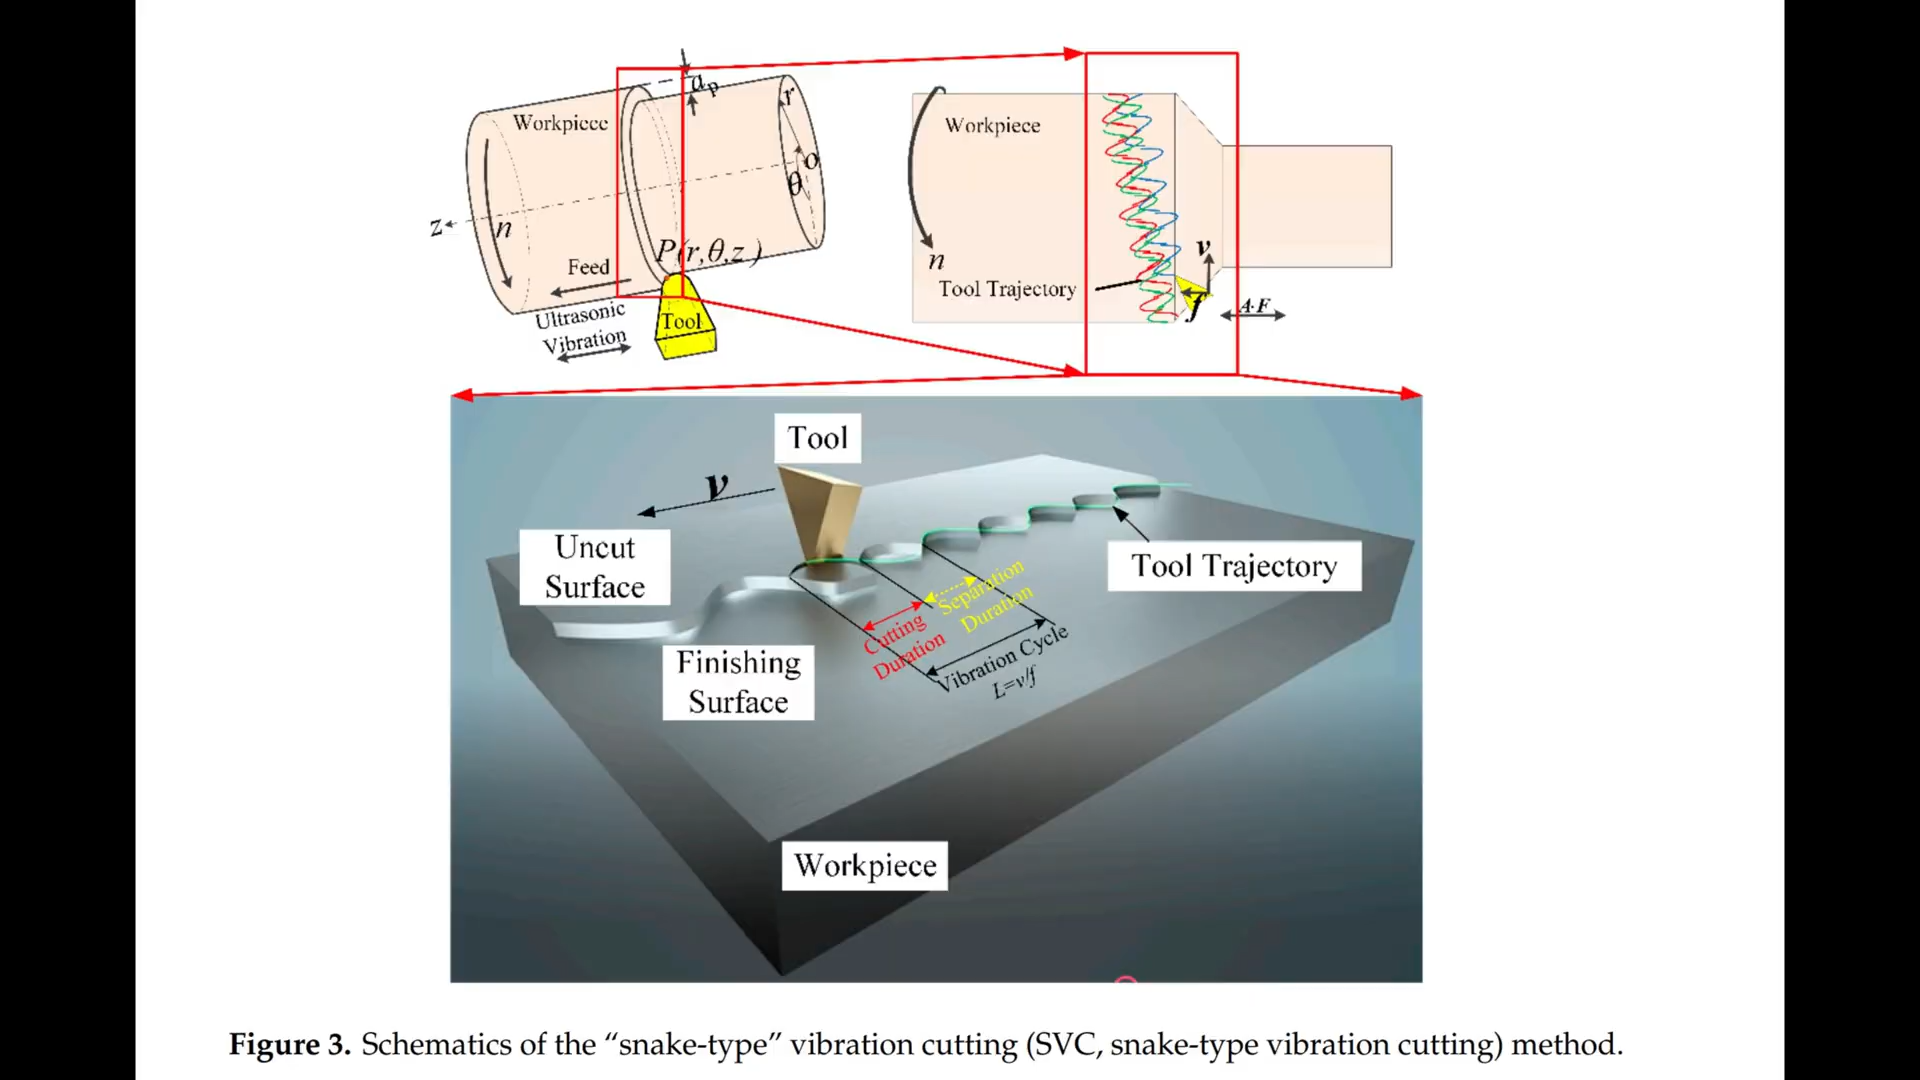 a_p
r
Workpiece
o
θ
z
n
P(r,θ,z)
Feed
Ultrasonic
Vibration
Tool
Workpiece
n
v
Tool Trajectory
f
A·F
Tool
v
Uncut
Surface
Tool Trajectory
Separation
Duration
Cutting
Duration
Vibration Cycle
L=v/f
Finishing
Surface
Workpiece
Figure 3. Schematics of the “snake-type” vibration cutting (SVC, snake-type vibration cutting) method.